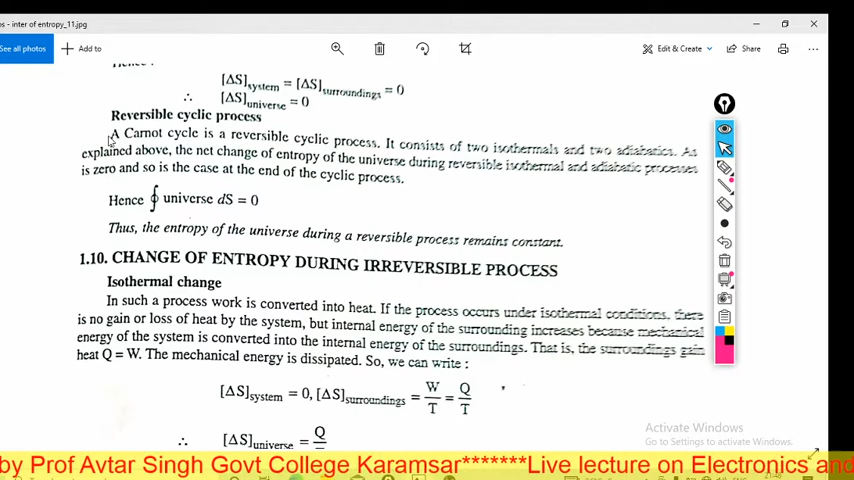 os - inter of entropy_11.jpg
See all photos
Add to
Edit & Create
Share
Hence :
[ΔS]system = [ΔS]surroundings = 0
∴ [ΔS]universe = 0
Reversible cyclic process
A Carnot cycle is a reversible cyclic process. It consists of two isothermals and two adiabatics. As
explained above, the net change of entropy of the universe during reversible isothermal and adiabatic processes
is zero and so is the case at the end of the cyclic process.
Hence ∮ universe dS = 0
Thus, the entropy of the universe during a reversible process remains constant.
1.10. CHANGE OF ENTROPY DURING IRREVERSIBLE PROCESS
Isothermal change
In such a process work is converted into heat. If the process occurs under isothermal conditions, there
is no gain or loss of heat by the system, but internal energy of the surrounding increases because mechanical
energy of the system is converted into the internal energy of the surroundings. That is, the surroundings gain
heat Q = W. The mechanical energy is dissipated. So, we can write :
[ΔS]system = 0, [ΔS]surroundings = W/T = Q/T
∴ [ΔS]universe = Q
Activate Windows
Go to Settings to activate Windows.
by Prof Avtar Singh Govt College Karamsar*******Live lecture on Electronics and